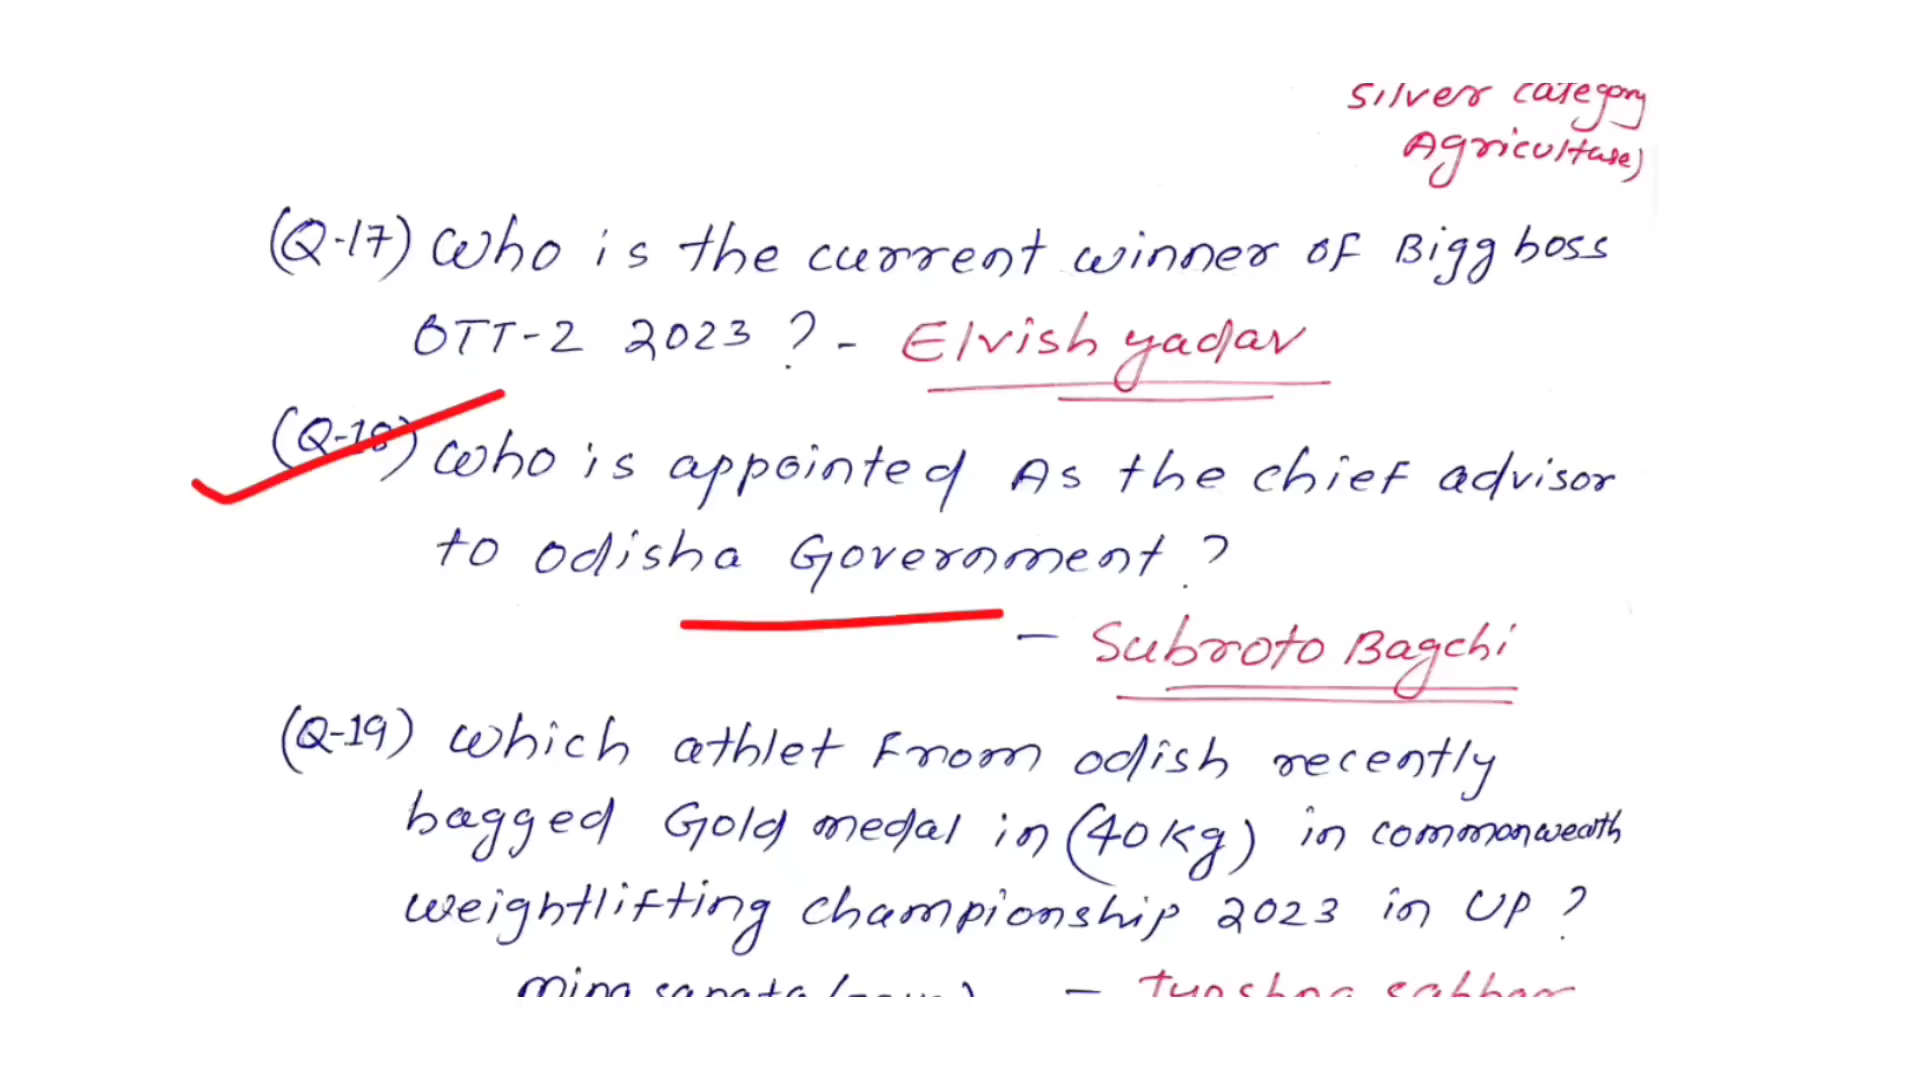 Silver category
Agriculture)
(Q-17) Who is the current winner of Bigg boss
OTT-2 2023 ? - Elvish yadav
(Q-18) Who is appointed As the chief advisor
to odisha Government ?
- Subroto Bagchi
(Q-19) Which athlet From odish recently
bagged Gold medal in (40 kg) in commonwealth
weightlifting championship 2023 in UP ?